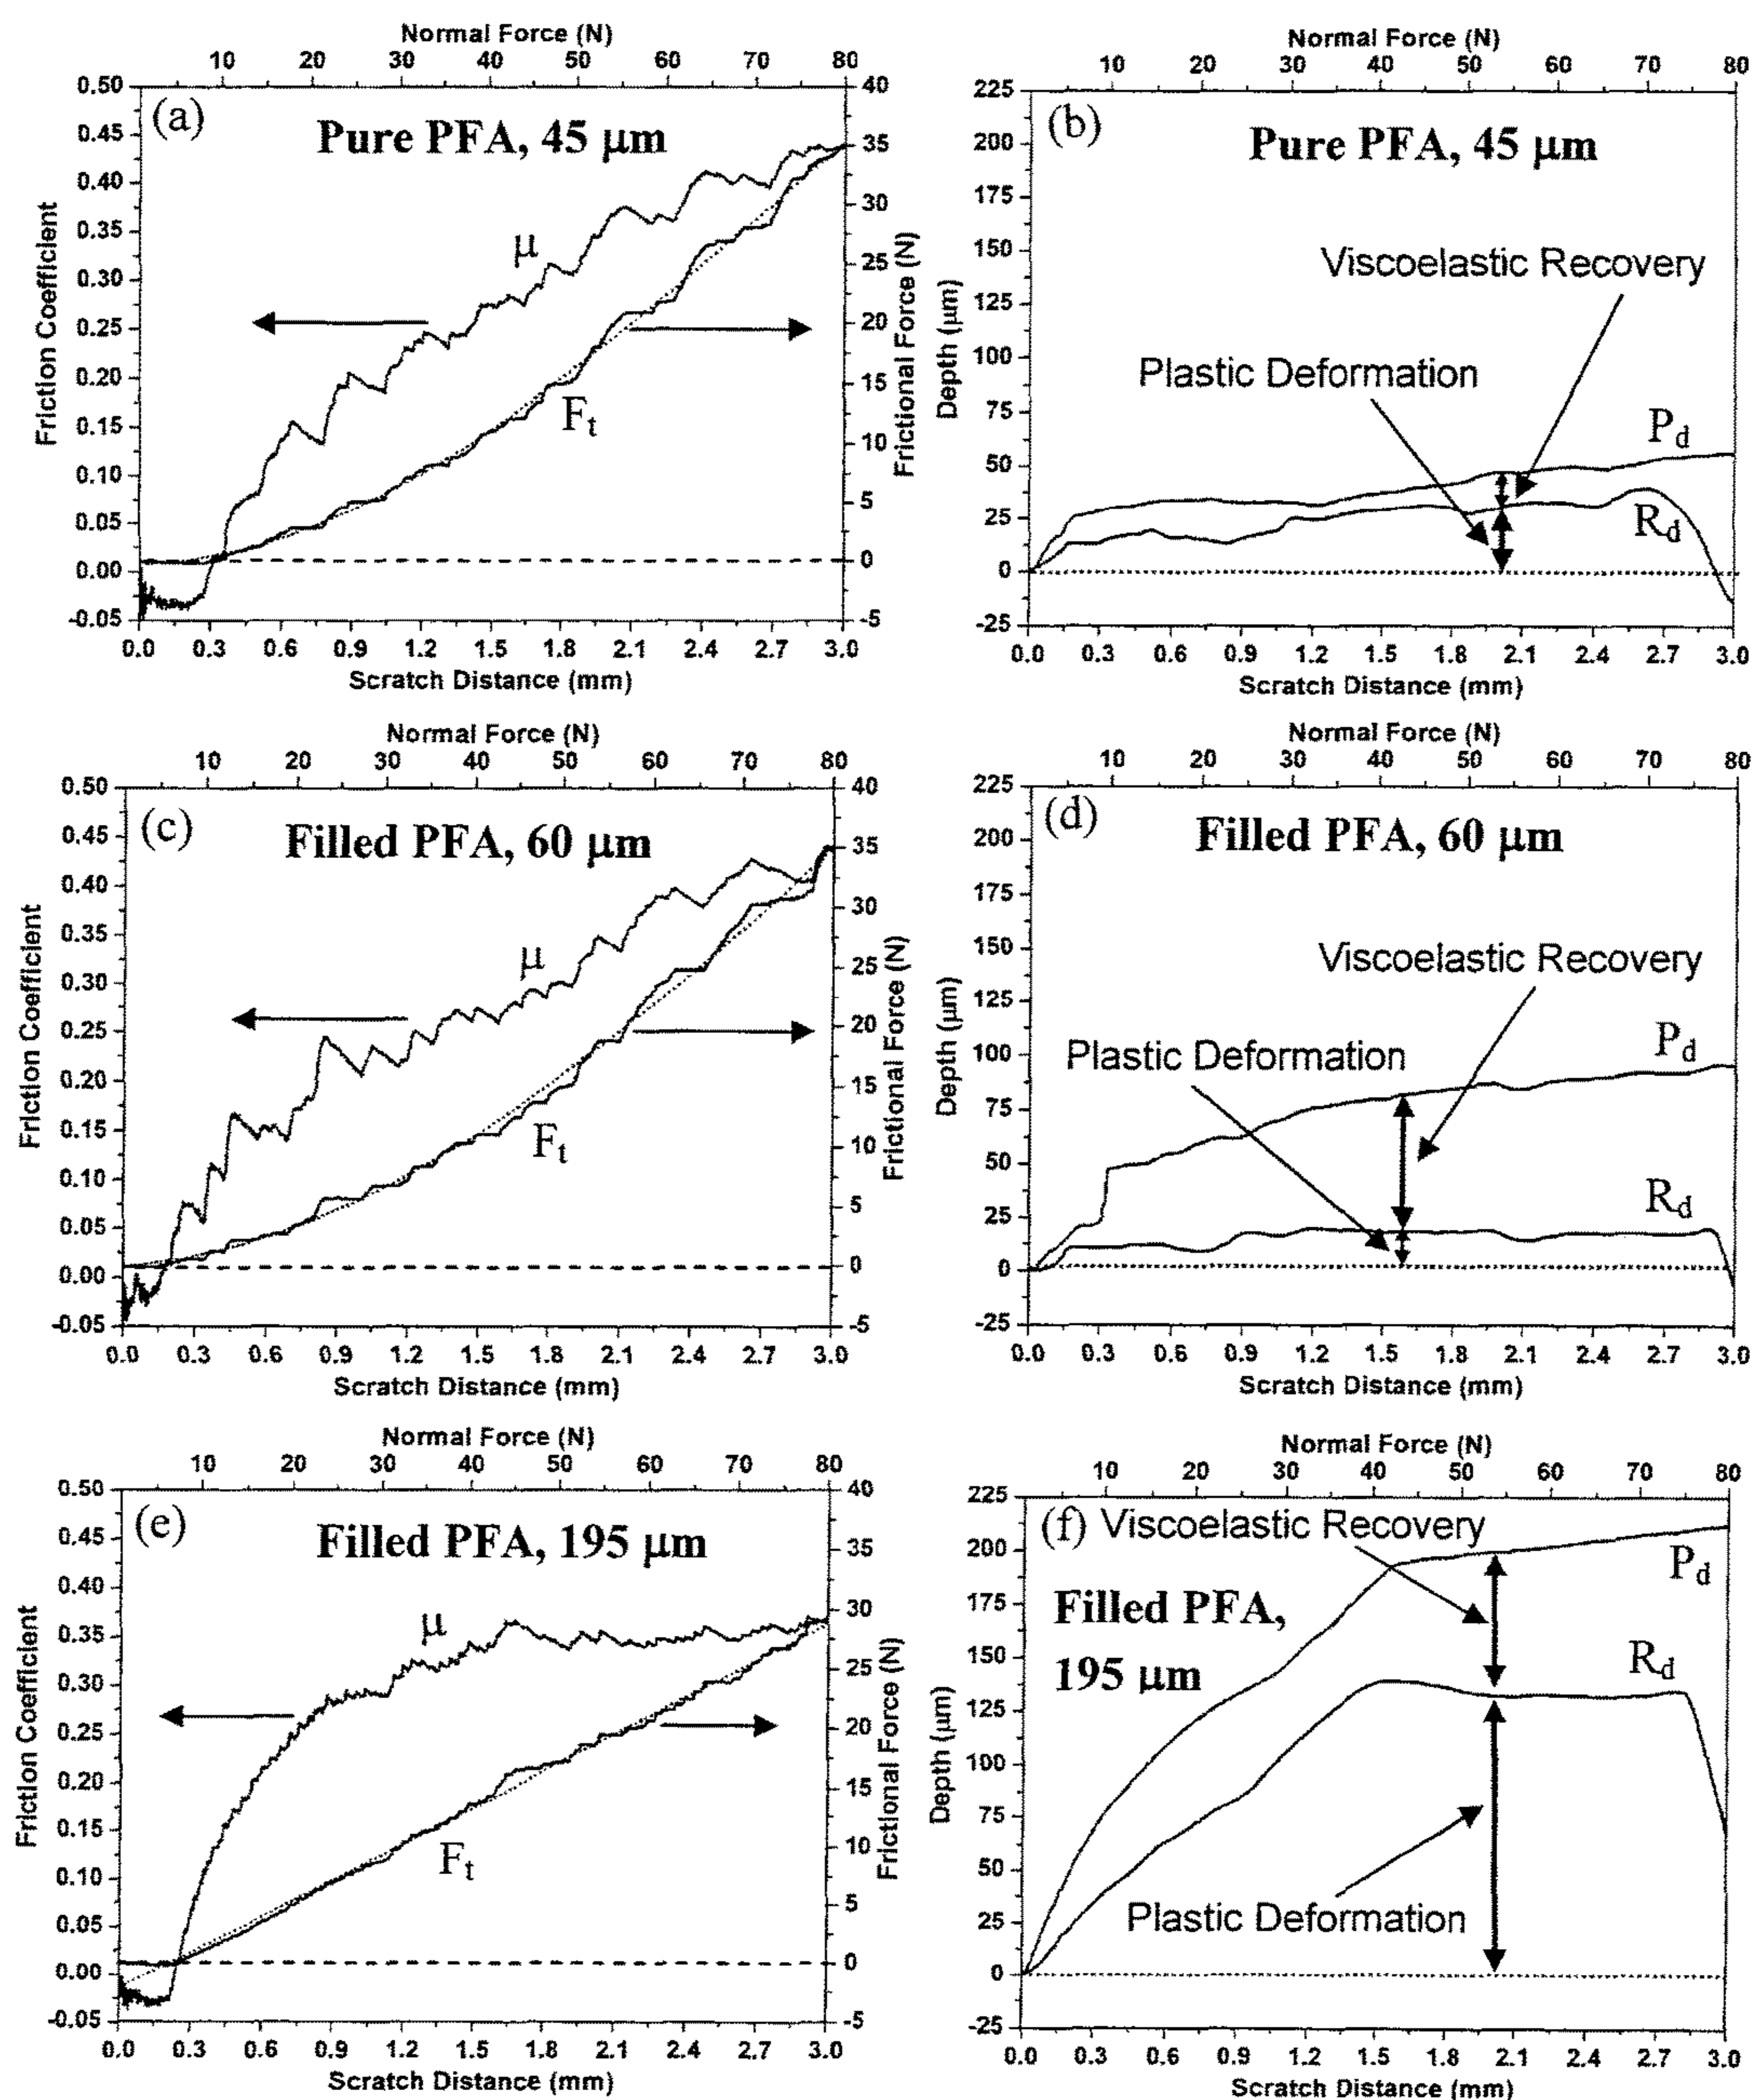 Normal Force (N)
10 20 30 40 50 60 70 80
0.50 40
(a) Pure PFA, 45 μm
0.45
35
0.40
30
0.35
μ
25
0.30
0.25
20
0.20
15
Fₜ
0.15
10
0.10
5
0.05
0
0.00
-0.05 -5
Friction Coefficient
Frictional Force (N)
0.0 0.3 0.6 0.9 1.2 1.5 1.8 2.1 2.4 2.7 3.0
Scratch Distance (mm)
Normal Force (N)
10 20 30 40 50 60 70 80
225
(b) Pure PFA, 45 μm
200
175
150
Viscoelastic Recovery
125
100
Plastic Deformation
75
P_d
50
R_d
25
0
-25
Depth (μm)
0.0 0.3 0.6 0.9 1.2 1.5 1.8 2.1 2.4 2.7 3.0
Scratch Distance (mm)
Normal Force (N)
10 20 30 40 50 60 70 80
0.50 40
(c) Filled PFA, 60 μm
0.45
35
0.40
30
0.35
μ
25
0.30
0.25
20
0.20
15
0.15
Fₜ
10
0.10
5
0.05
0
0.00
-0.05 -5
Friction Coefficient
Frictional Force (N)
0.0 0.3 0.6 0.9 1.2 1.5 1.8 2.1 2.4 2.7 3.0
Scratch Distance (mm)
Normal Force (N)
10 20 30 40 50 60 70 80
225
(d) Filled PFA, 60 μm
200
175
150
Viscoelastic Recovery
125
100
P_d
Plastic Deformation
75
50
R_d
25
0
-25
Depth (μm)
0.0 0.3 0.6 0.9 1.2 1.5 1.8 2.1 2.4 2.7 3.0
Scratch Distance (mm)
Normal Force (N)
10 20 30 40 50 60 70 80
0.50 40
(e) Filled PFA, 195 μm
0.45
35
0.40
30
μ
0.35
25
0.30
0.25
20
0.20
15
0.15
10
Fₜ
0.10
5
0.05
0
0.00
-0.05 -5
Friction Coefficient
Frictional Force (N)
0.0 0.3 0.6 0.9 1.2 1.5 1.8 2.1 2.4 2.7 3.0
Scratch Distance (mm)
Normal Force (N)
10 20 30 40 50 60 70 80
225
(f) Viscoelastic Recovery
200
P_d
175
Filled PFA,
150
R_d
195 μm
125
100
75
50
Plastic Deformation
25
0
-25
Depth (μm)
0.0 0.3 0.6 0.9 1.2 1.5 1.8 2.1 2.4 2.7 3.0
Scratch Distance (mm)